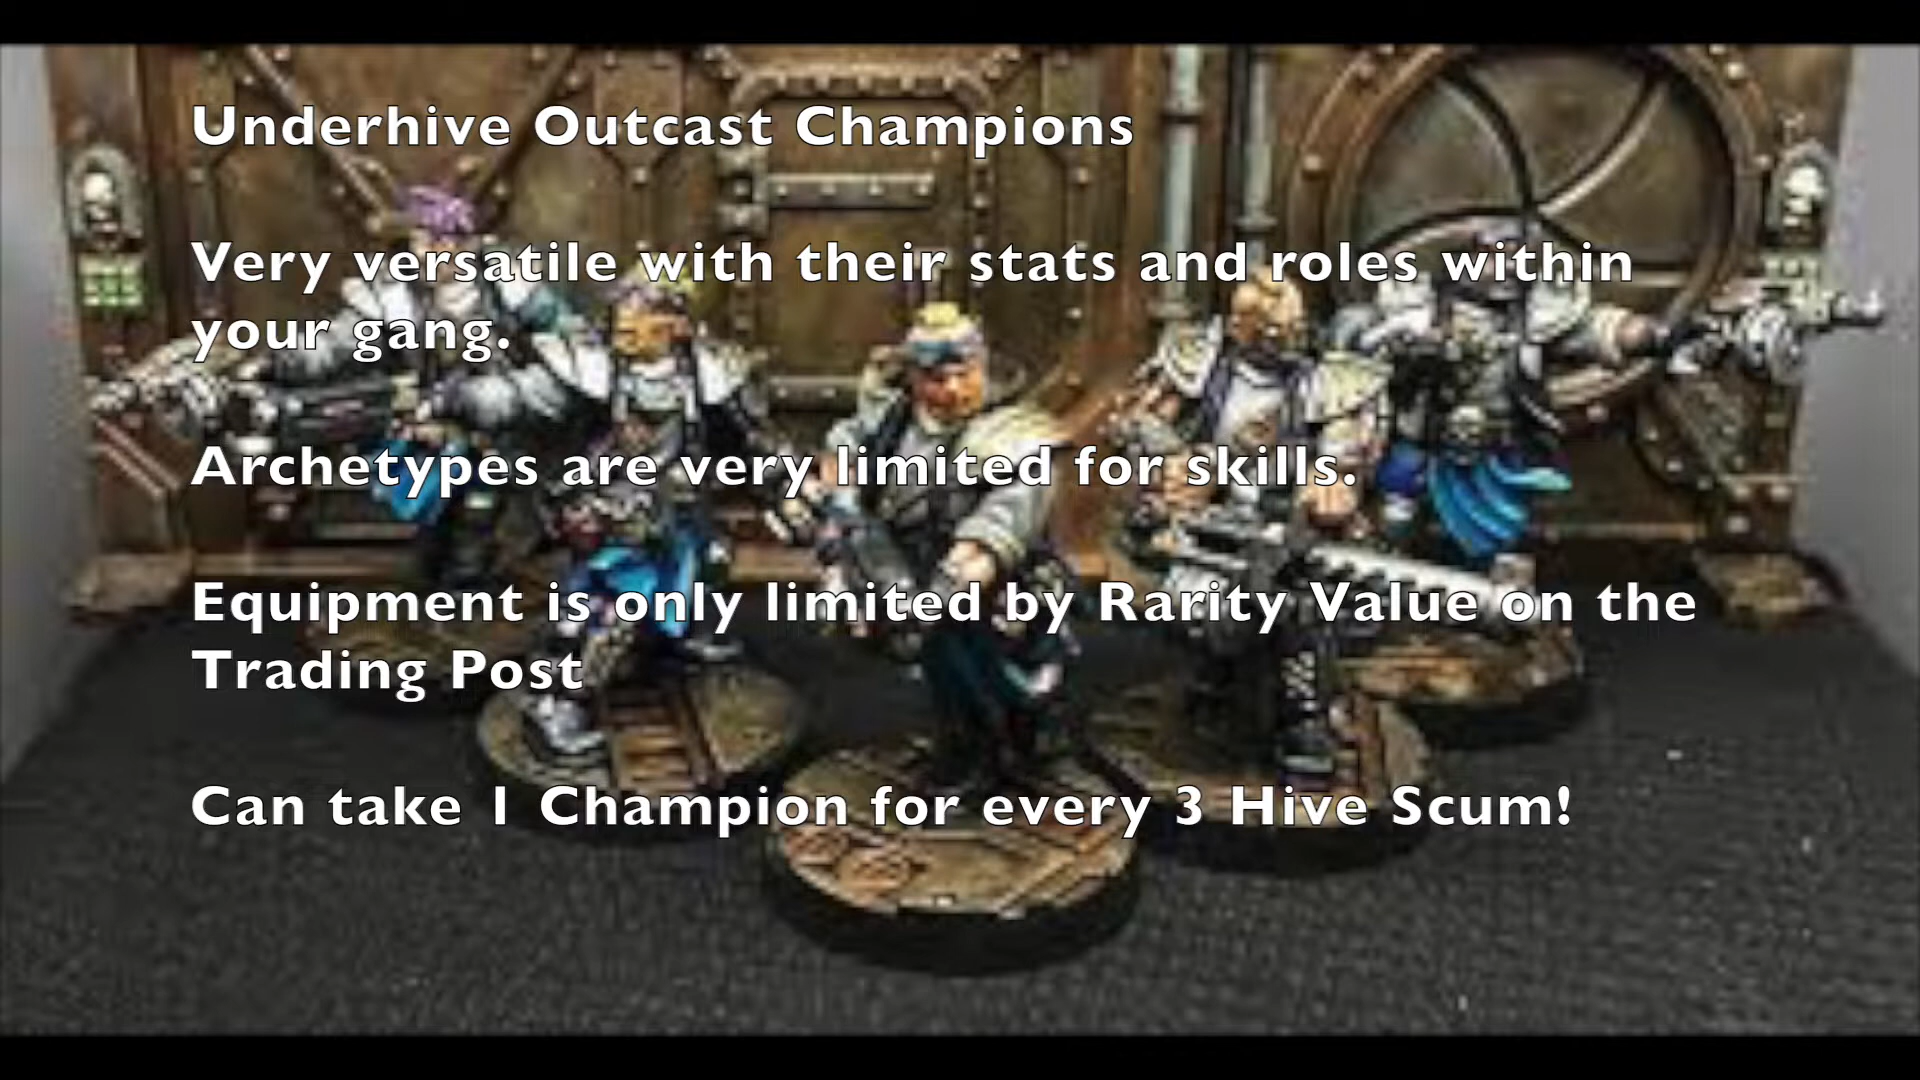 Underhive Outcast Champions
Very versatile with their stats and roles within
your gang.
Archetypes are very limited for skills.
Equipment is only limited by Rarity Value on the
Trading Post
Can take 1 Champion for every 3 Hive Scum!